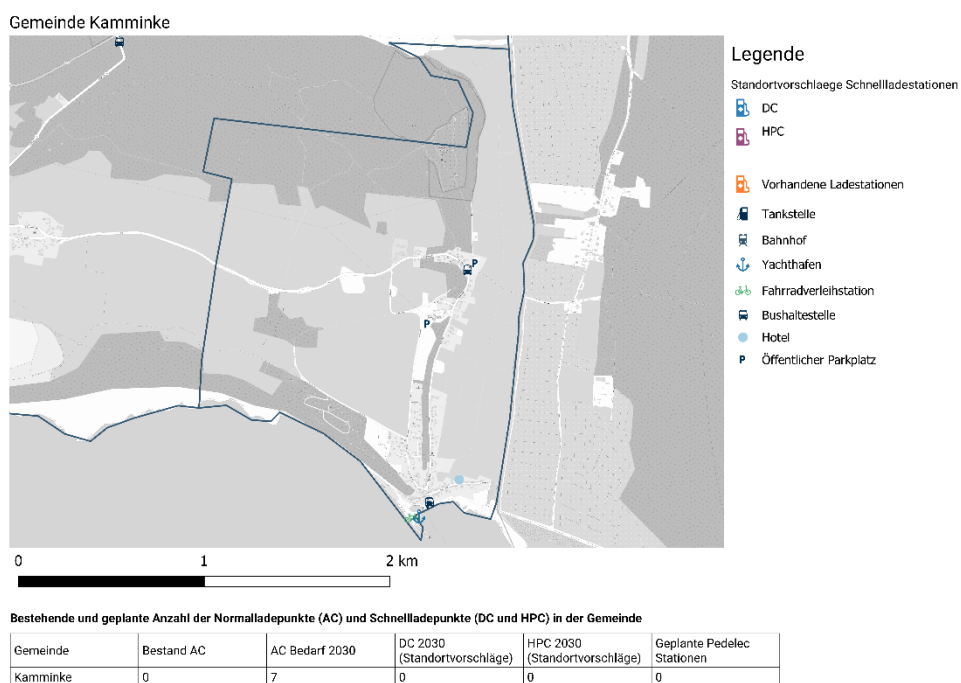 Gemeinde Kamminke
Legende
Standortvorschlaege Schnellladestationen
DC
HPC
Vorhandene Ladestationen
Tankstelle
Bahnhof
Yachthafen
Fahrradverleihstation
Bushaltestelle
Hotel
P Öffentlicher Parkplatz
P
P
0 1 2 km
Bestehende und geplante Anzahl der Normalladepunkte (AC) und Schnellladepunkte (DC und HPC) in der Gemeinde
Gemeinde Bestand AC AC Bedarf 2030 DC 2030 (Standortvorschläge) HPC 2030 (Standortvorschläge) Geplante Pedelec Stationen
Kamminke 0 7 0 0 0